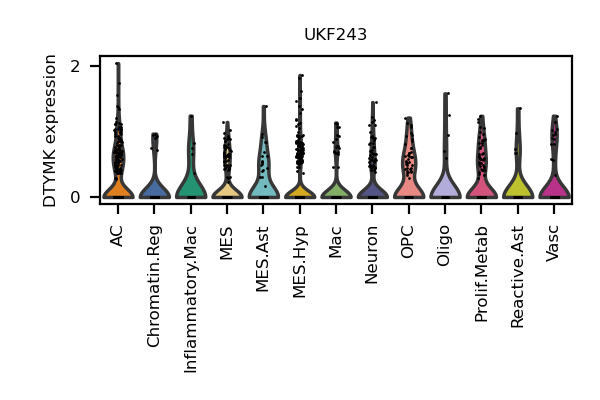 UKF243
DTYMK expression
2
0
AC
Chromatin.Reg
Inflammatory.Mac
MES
MES.Ast
MES.Hyp
Mac
Neuron
OPC
Oligo
Prolif.Metab
Reactive.Ast
Vasc